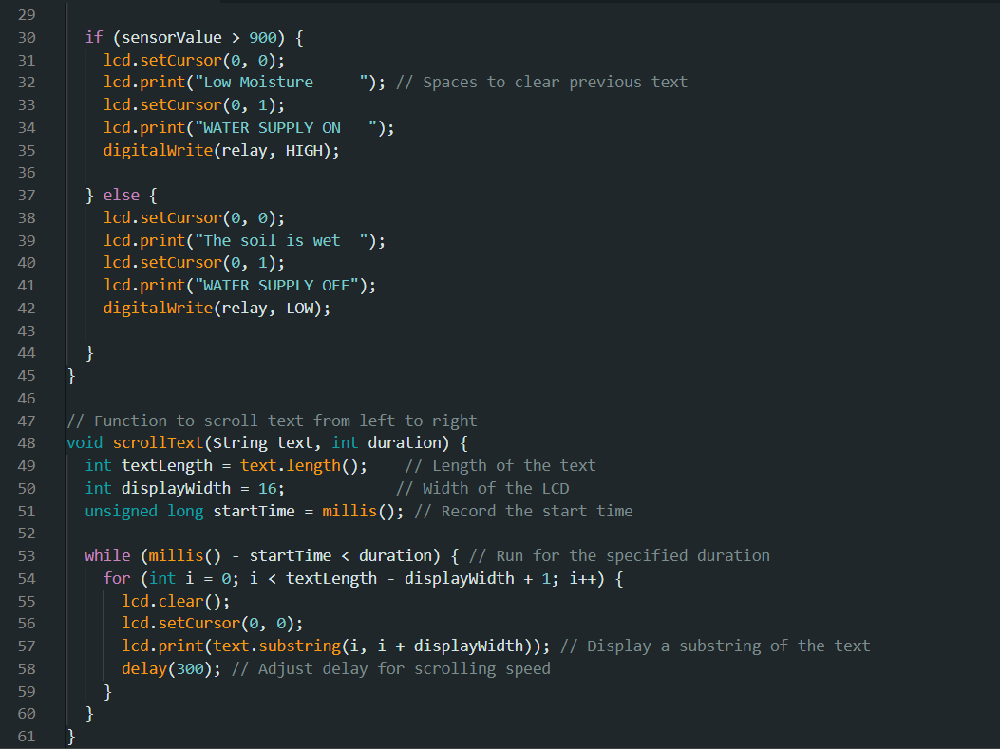 29
30 if (sensorValue > 900) {
31 lcd.setCursor(0, 0);
32 lcd.print("Low Moisture     "); // Spaces to clear previous text
33 lcd.setCursor(0, 1);
34 lcd.print("WATER SUPPLY ON   ");
35 digitalWrite(relay, HIGH);
36
37 } else {
38 lcd.setCursor(0, 0);
39 lcd.print("The soil is wet  ");
40 lcd.setCursor(0, 1);
41 lcd.print("WATER SUPPLY OFF");
42 digitalWrite(relay, LOW);
43
44 }
45 }
46
47 // Function to scroll text from left to right
48 void scrollText(String text, int duration) {
49 int textLength = text.length();    // Length of the text
50 int displayWidth = 16;            // Width of the LCD
51 unsigned long startTime = millis(); // Record the start time
52
53 while (millis() - startTime < duration) { // Run for the specified duration
54 for (int i = 0; i < textLength - displayWidth + 1; i++) {
55 lcd.clear();
56 lcd.setCursor(0, 0);
57 lcd.print(text.substring(i, i + displayWidth)); // Display a substring of the text
58 delay(300); // Adjust delay for scrolling speed
59 }
60 }
61 }